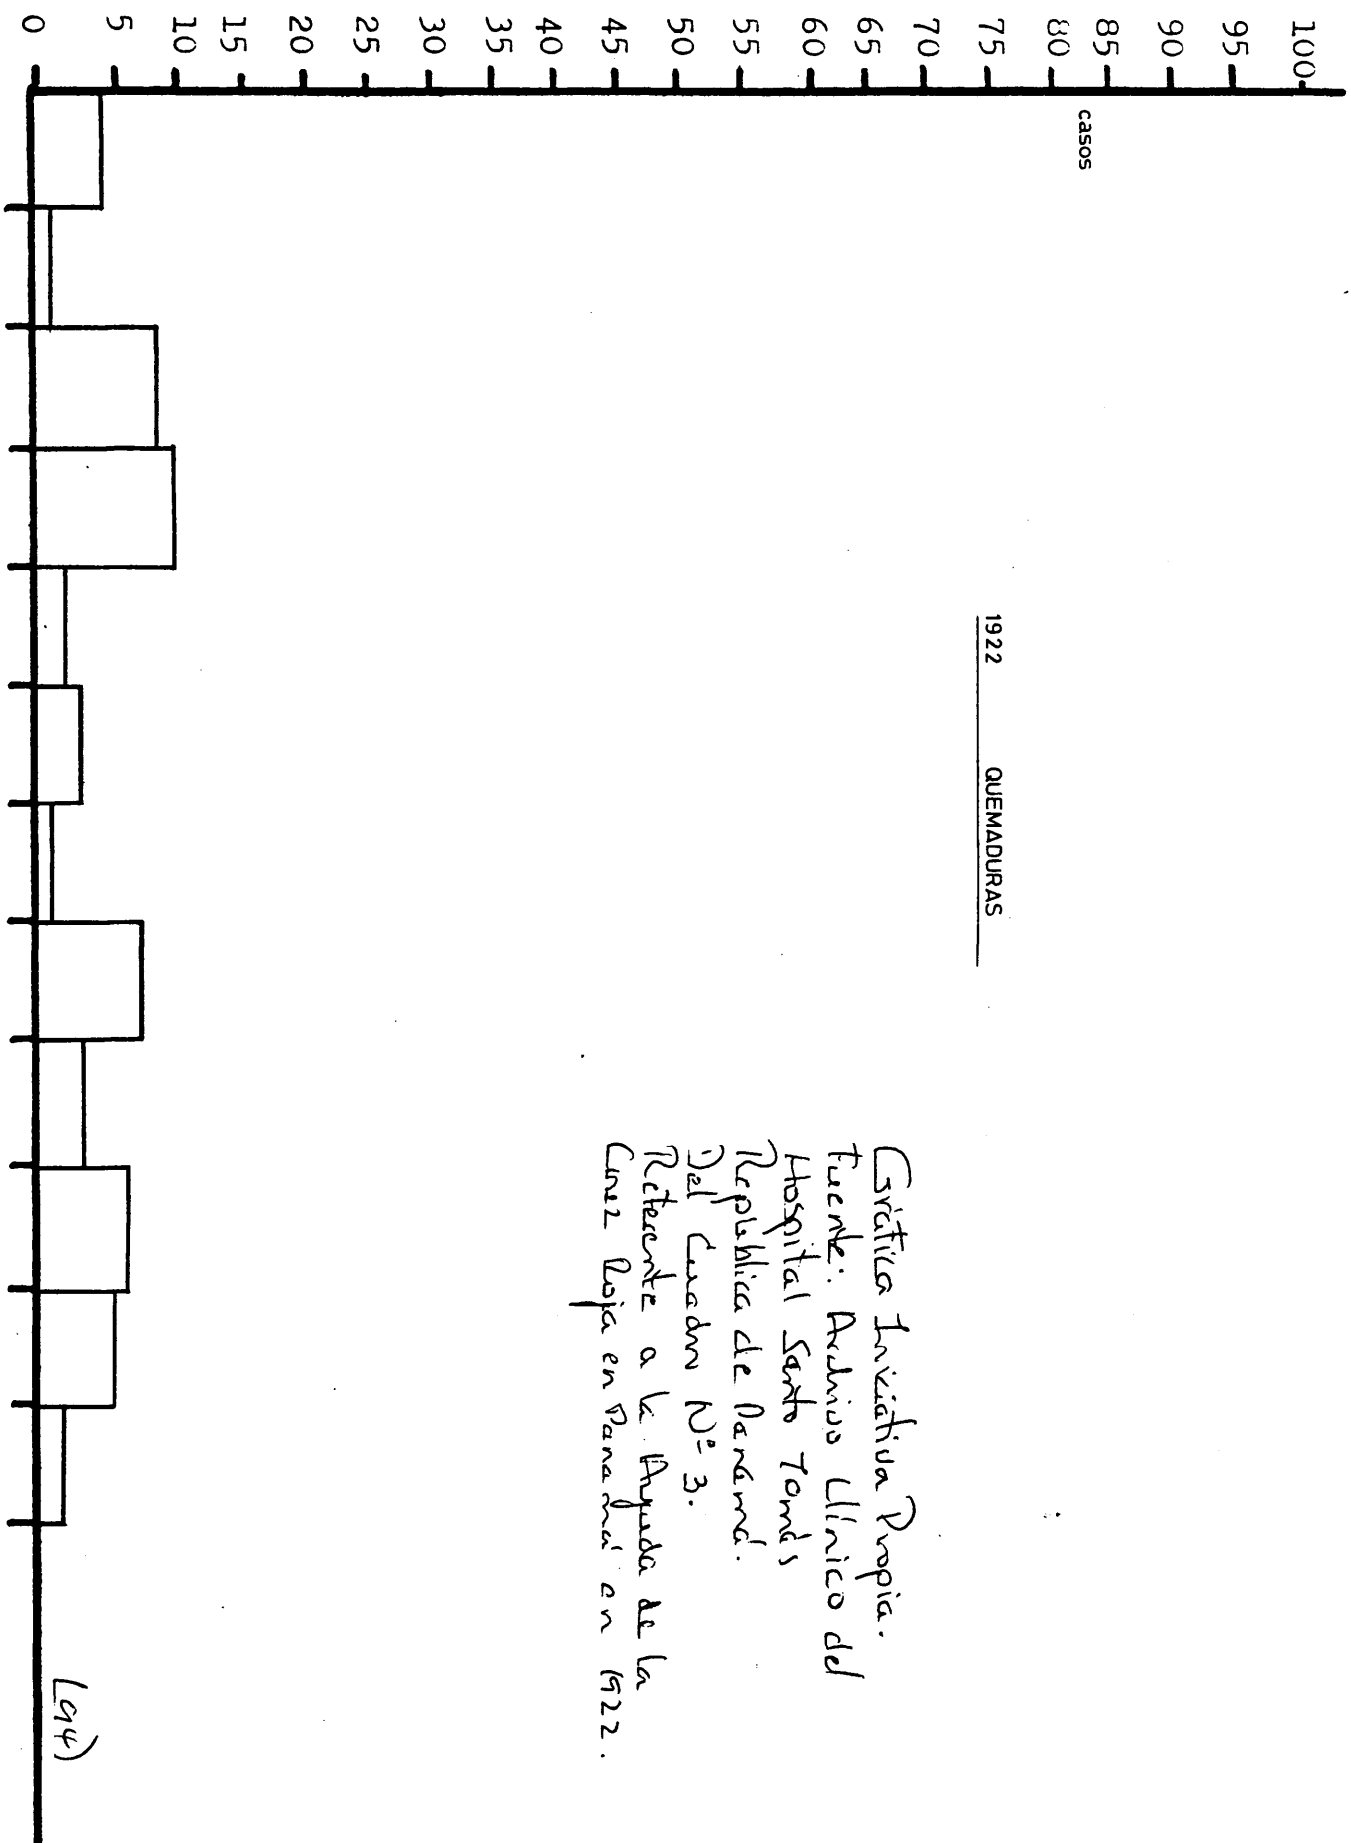 100
95
90
85
80
75
70
65
60
55
50
45
40
35
30
25
20
15
10
5
0
casos
1922 QUEMADURAS
Gráfica Iniciativa Propia.
Fuente: Archivo Clínico del
Hospital Santo Tomás
República de Panamá.
Del Cuadro Nº 3.
Referente a la Ayuda de la
Cruz Roja en Panamá en 1922.
(94)